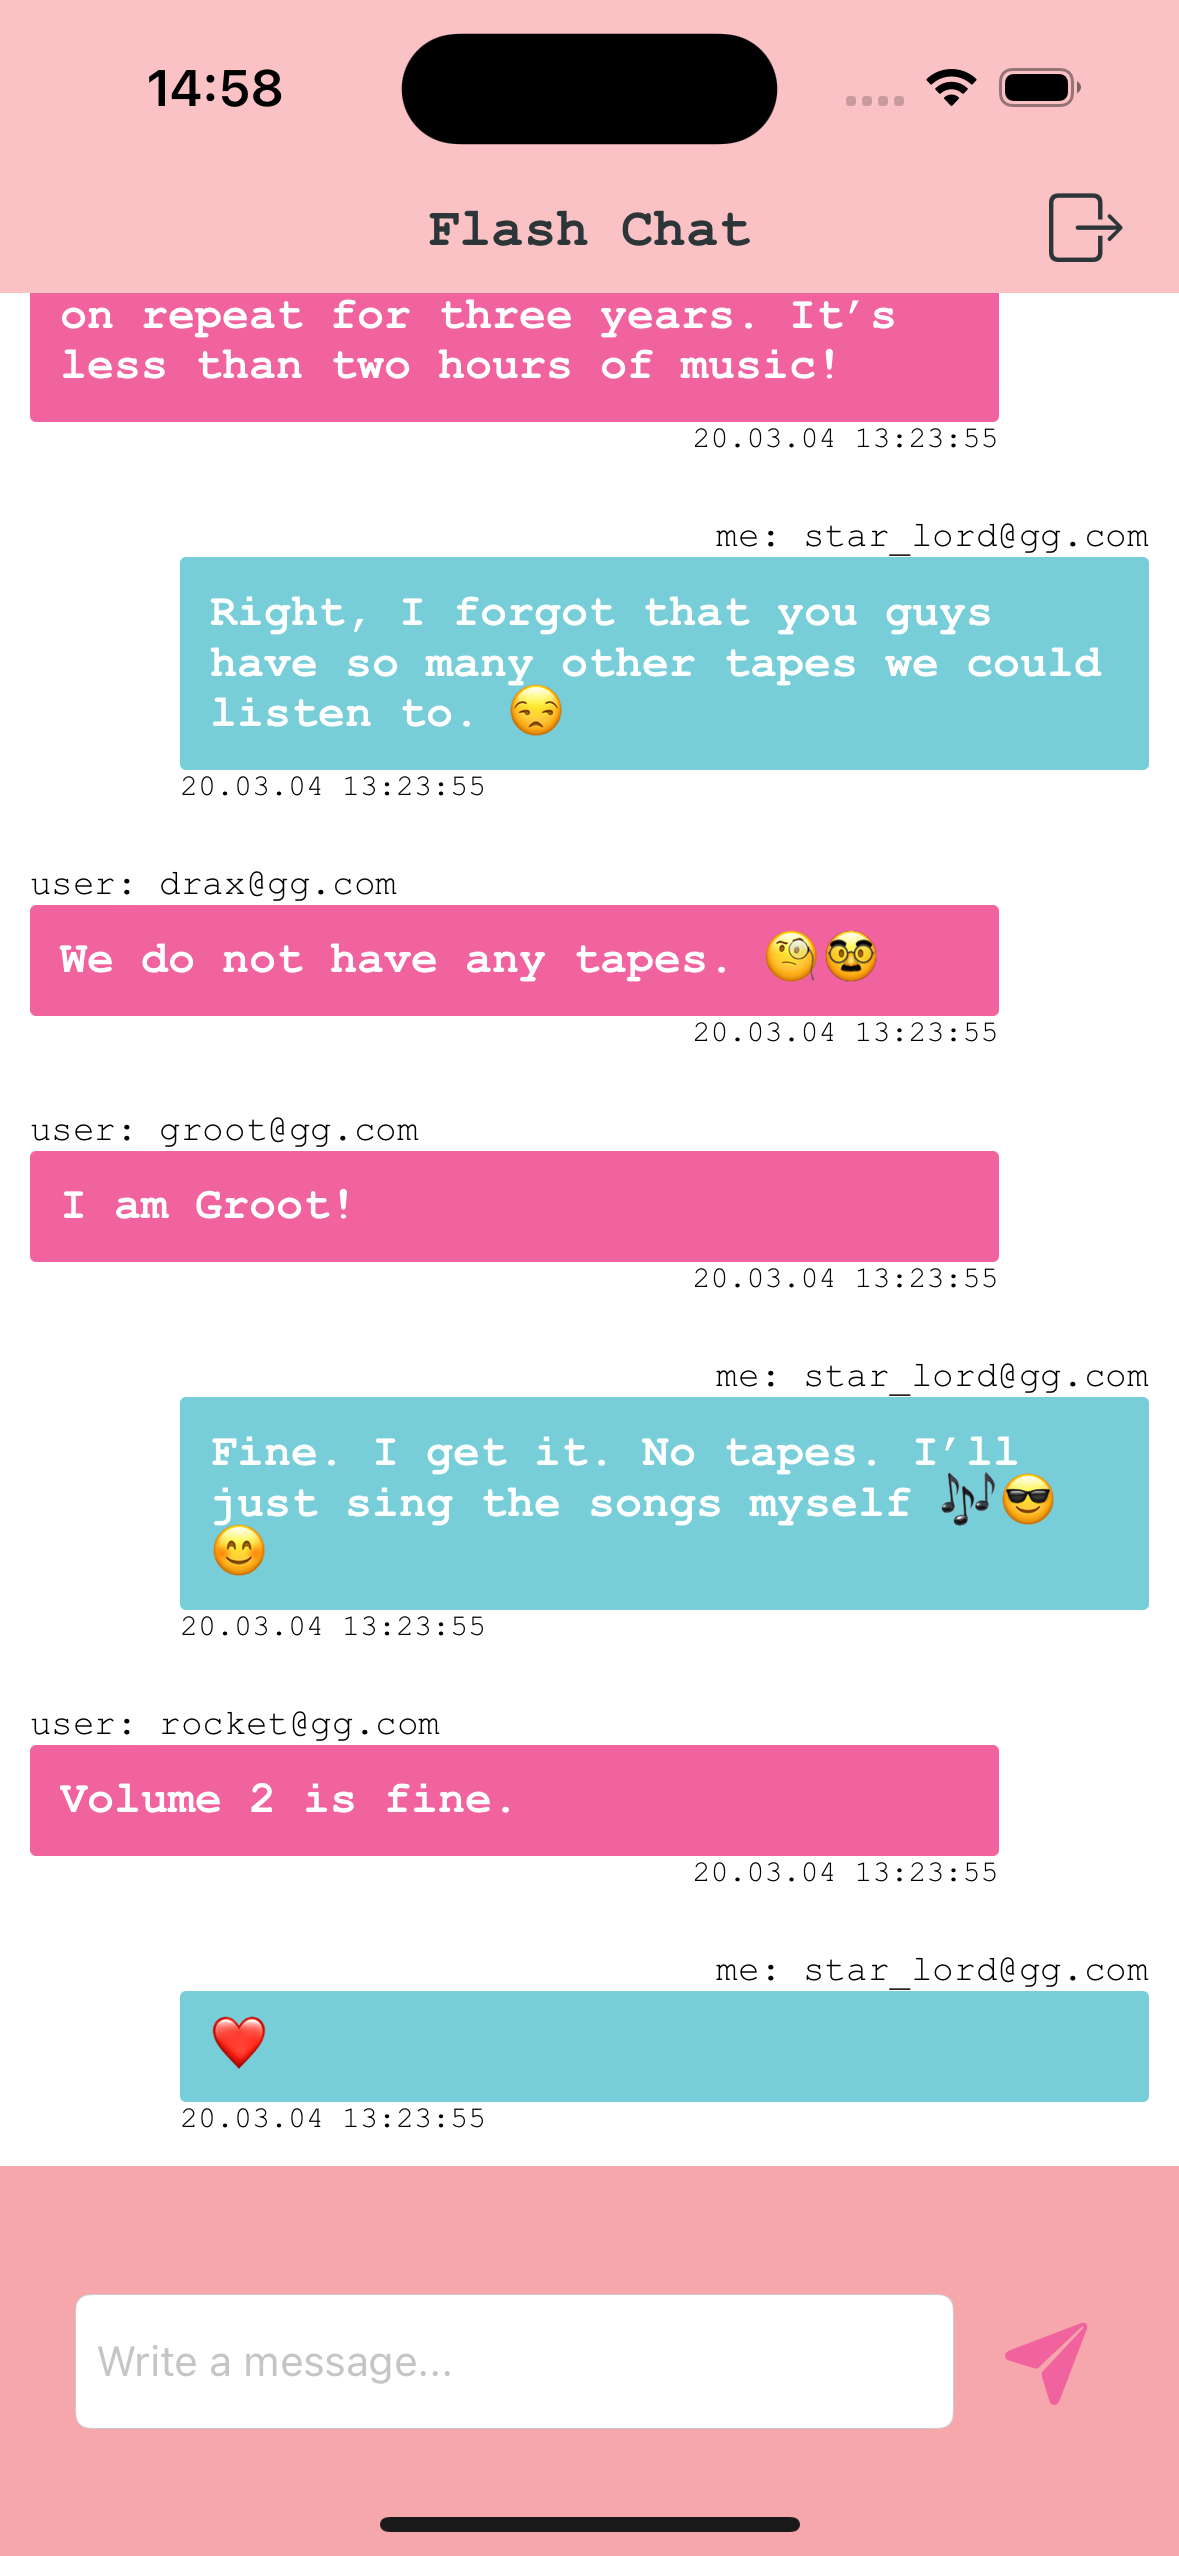 14:58
Flash Chat
on repeat for three years. It’s
less than two hours of music!
20.03.04 13:23:55
me: star_lord@gg.com
Right, I forgot that you guys
have so many other tapes we could
listen to. 😒
20.03.04 13:23:55
user: drax@gg.com
We do not have any tapes. 🧐🥸
20.03.04 13:23:55
user: groot@gg.com
I am Groot!
20.03.04 13:23:55
me: star_lord@gg.com
Fine. I get it. No tapes. I’ll
just sing the songs myself 🎶😎
😊
20.03.04 13:23:55
user: rocket@gg.com
Volume 2 is fine.
20.03.04 13:23:55
me: star_lord@gg.com
❤️
20.03.04 13:23:55
Write a message...